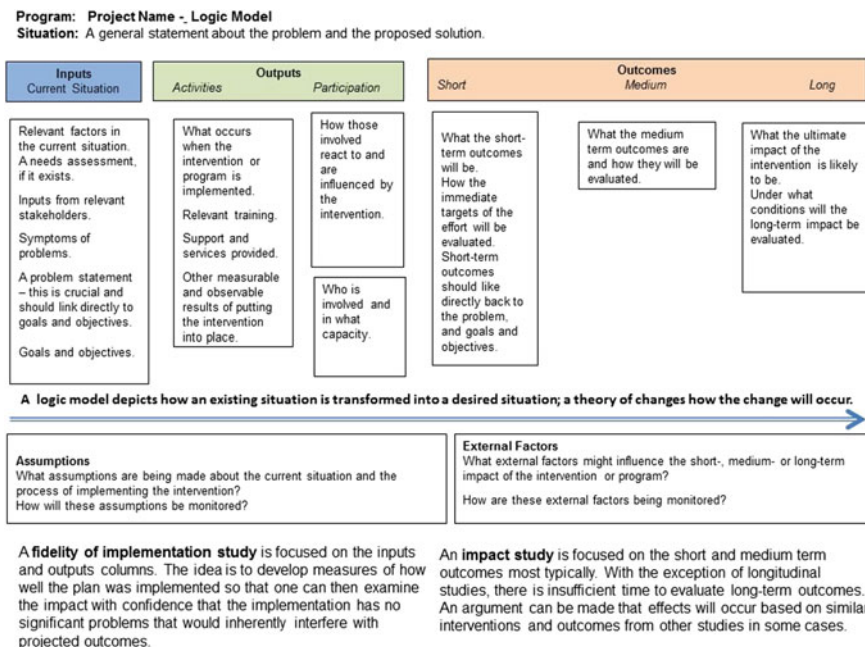 Program: Project Name -_ Logic Model
Situation: A general statement about the problem and the proposed solution.
Inputs
Current Situation
Outputs
Activities
Participation
Outcomes
Short
Medium
Long
Relevant factors in
the current situation.
A needs assessment,
if it exists.
Inputs from relevant
stakeholders.
Symptoms of
problems.
A problem statement
– this is crucial and
should link directly to
goals and objectives.
Goals and objectives.
What occurs
when the
intervention or
program is
implemented.
Relevant training.
Support and
services provided.
Other measurable
and observable
results of putting
the intervention
into place.
How those
involved
react to and
are
influenced by
the
intervention.
Who is
involved and
in what
capacity.
What the short-
term outcomes
will be.
How the
immediate
targets of the
effort will be
evaluated.
Short-term
outcomes
should like
directly back to
the problem,
and goals and
objectives.
What the medium
term outcomes are
and how they will be
evaluated.
What the ultimate
impact of the
intervention is likely
to be.
Under what
conditions will the
long-term impact be
evaluated.
A logic model depicts how an existing situation is transformed into a desired situation; a theory of changes how the change will occur.
Assumptions
What assumptions are being made about the current situation and the
process of implementing the intervention?
How will these assumptions be monitored?
External Factors
What external factors might influence the short-, medium- or long-term
impact of the intervention or program?
How are these external factors being monitored?
A fidelity of implementation study is focused on the inputs
and outputs columns. The idea is to develop measures of how
well the plan was implemented so that one can then examine
the impact with confidence that the implementation has no
significant problems that would inherently interfere with
projected outcomes.
An impact study is focused on the short and medium term
outcomes most typically. With the exception of longitudinal
studies, there is insufficient time to evaluate long-term outcomes.
An argument can be made that effects will occur based on similar
interventions and outcomes from other studies in some cases.